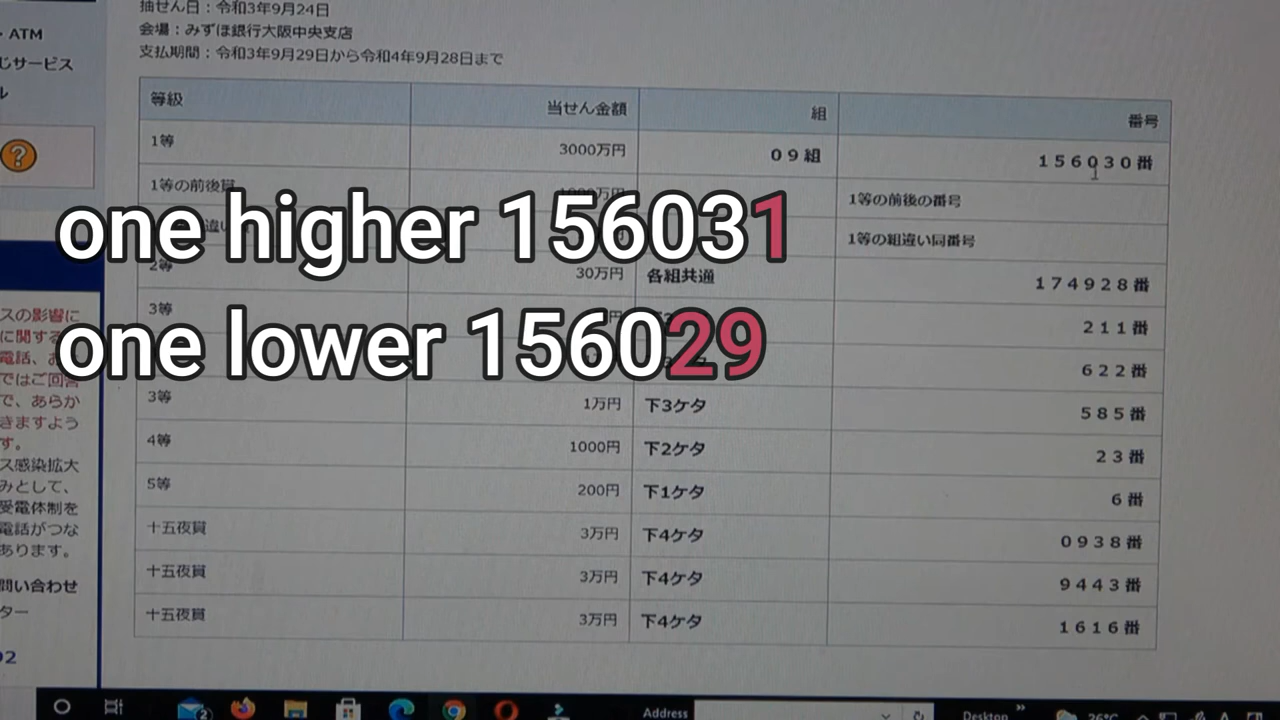 抽せん日：令和3年9月24日
会場：みずほ銀行大阪中央支店
支払期間：令和3年9月29日から令和4年9月28日まで
ATM
じサービス
ル
?
等級 当せん金額 組 番号
1等 3000万円 09組 156030番
1等の前後賞 1等の前後の番号
1等の組違い同番号
one higher 156031
2等 30万円 各組共通 174928番
3等 211番
one lower 156029
622番
3等 1万円 下3ケタ 585番
4等 1000円 下2ケタ 23番
5等 200円 下1ケタ 6番
十五夜賞 3万円 下4ケタ 0938番
十五夜賞 3万円 下4ケタ 9443番
十五夜賞 3万円 下4ケタ 1616番
スの影響に
に関する
電話、お
ではご回答
で、あらか
きますよう
す。
ス感染拡大
みとして、
受電体制を
電話がつな
あります。
問い合わせ
ター
92
2
Address
Desktop
26°C